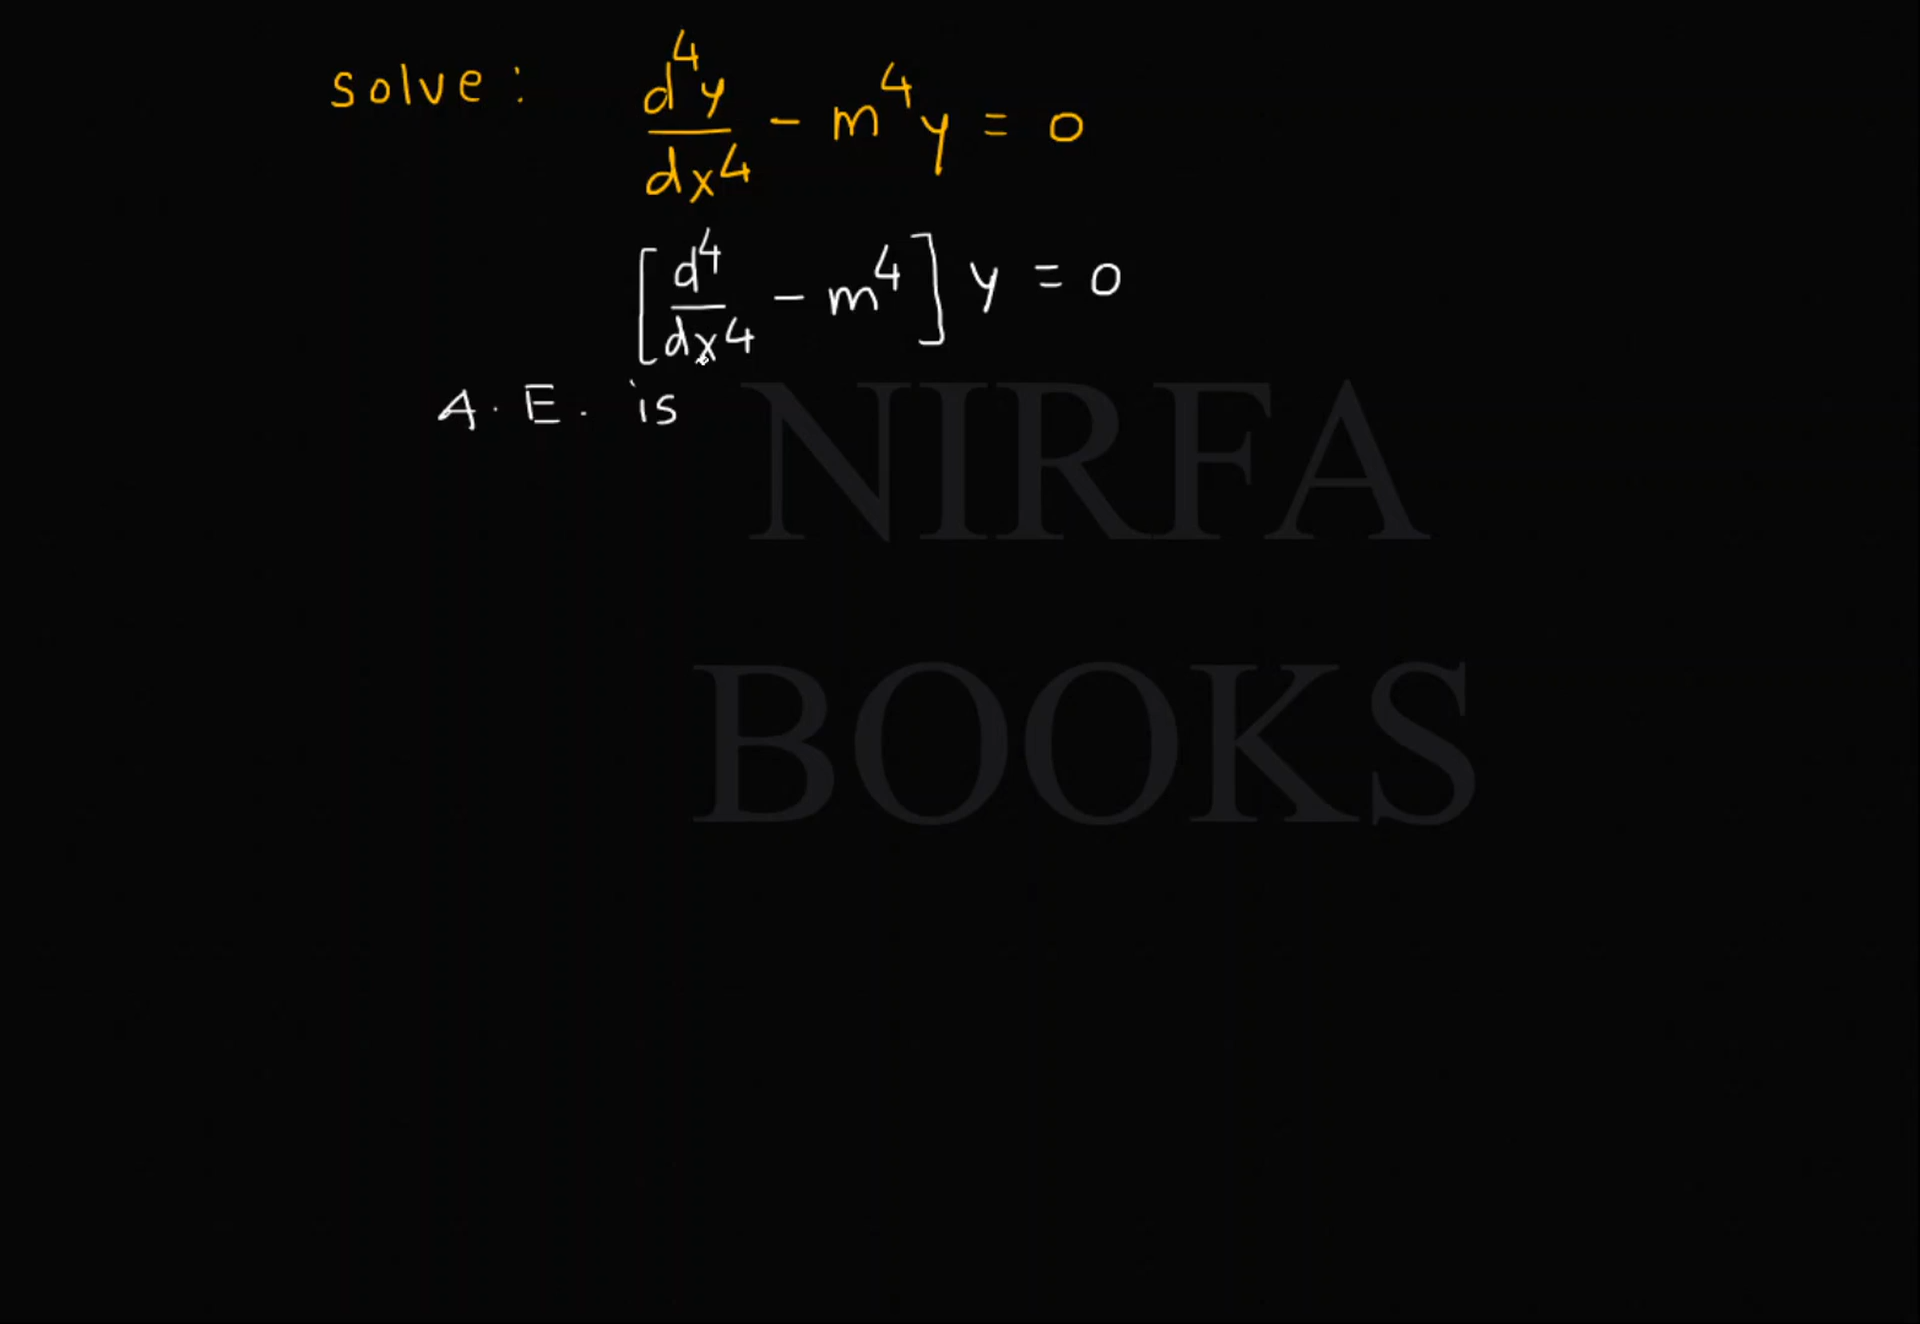 solve: d⁴y/dx⁴ - m⁴y = 0
[d⁴/dx⁴ - m⁴] y = 0
A. E. is
NIRFA
BOOKS